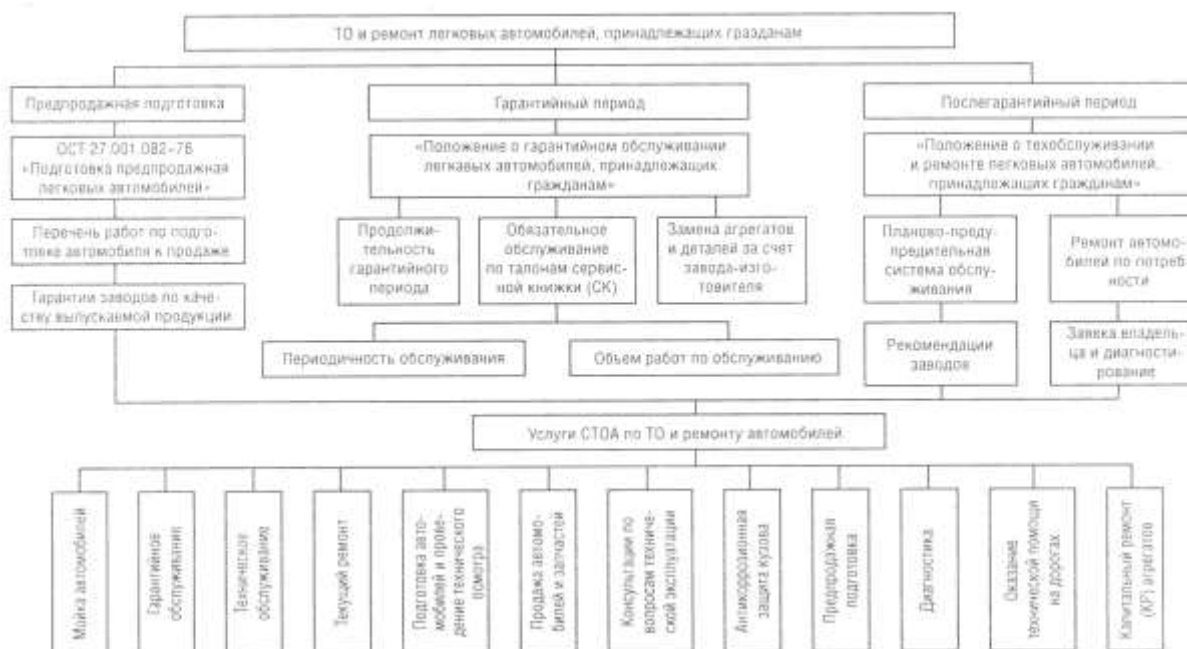 ТО и ремонт легковых автомобилей, принадлежащих гразданам
Предпродажная подготовка
Гарантийный период
Послегарантийный период
ОСТ 27.001.082–76
«Подготовка предпродажная
легковых автомобилей»
«Положение о гарантийном обслуживании
легкавых автомобилей, принадлежащих
гражданам»
«Положение о техобслуживании
и ремонте легковых автомобилей,
принадлежащих гражданам»
Перечень работ по подго-
товке автомобиля к продаже
Продолжи-
тельность
гарантийного
периода
Обязательное
обслуживание
по талонам сервис-
ной книжки (СК)
Замена агрегатов
и деталей за счет
завода-изго-
товителя
Планово-преду-
предительная
система обслу-
живания
Ремонт автомо-
билей по потреб-
ности
Гарантии заводов по каче-
ству выпускаемой продукции
Периодичность обслуживания
Объем работ по обслуживанию
Рекомендации
заводов
Заявка владель-
ца и диагности-
рование
Услуги СТОА по ТО и ремонту автомобилей
Мойка автомобилей
Гарантийное
обслуживание
Техническое
обслуживание
Текущий ремонт
Подготовка авто-
мобилей и прове-
дение технического
осмотра
Продажа автомо-
билей и запчастей
Консультации по
вопросам техниче-
ской эксплуатации
Антикоррозионная
защита кузова
Предпродажная
подготовка
Диагностика
Оказание
технической помощи
на дорогах
Капитальный ремонт
(КР) агрегатов